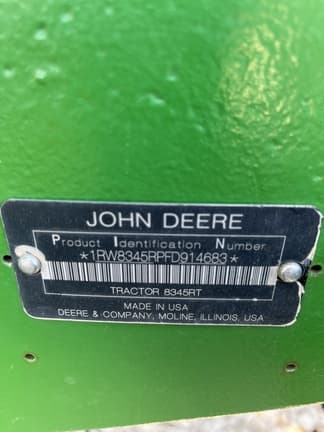 JOHN DEERE
Product Identification Number
*1RW8345RPFD914683*
TRACTOR 8345RT
MADE IN USA
DEERE & COMPANY, MOLINE, ILLINOIS, USA